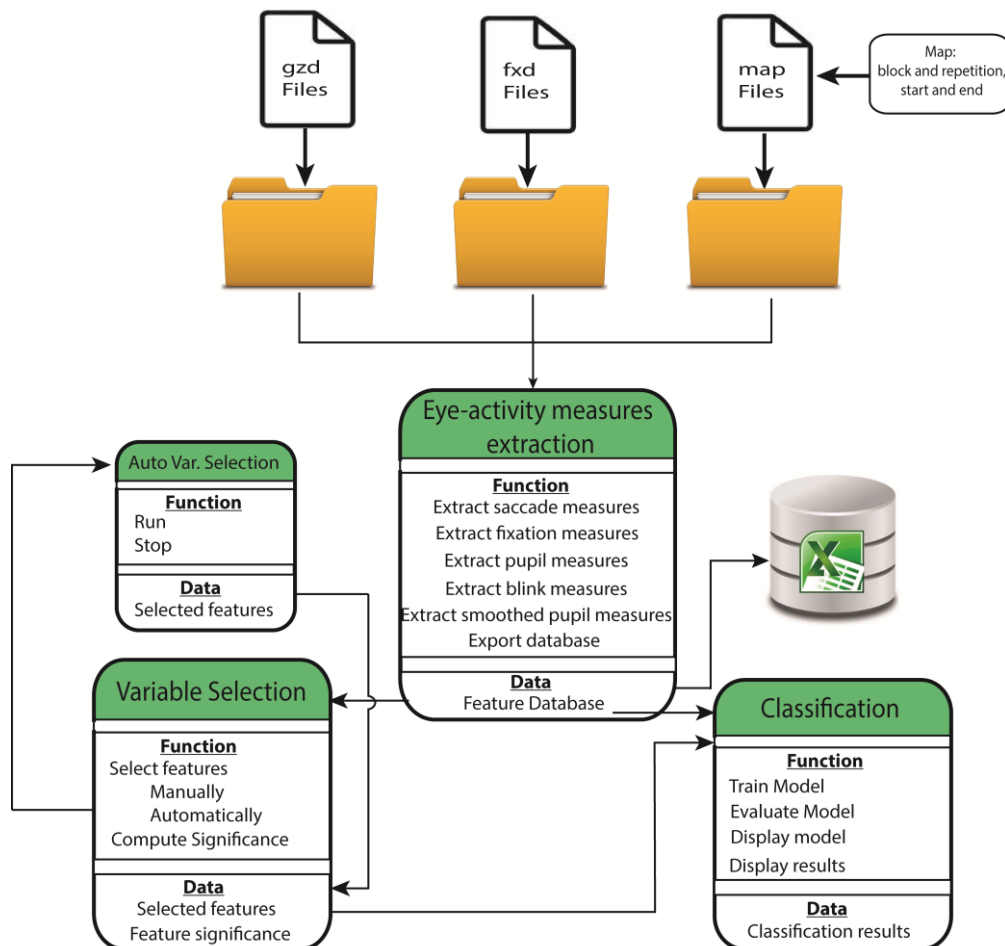 gzd
Files
fxd
Files
map
Files
Map:
block and repetition,
start and end
Eye-activity measures
extraction
Function
Extract saccade measures
Extract fixation measures
Extract pupil measures
Extract blink measures
Extract smoothed pupil measures
Export database
Data
Feature Database
Auto Var. Selection
Function
Run
Stop
Data
Selected features
X
Variable Selection
Function
Select features
Manually
Automatically
Compute Significance
Data
Selected features
Feature significance
Classification
Function
Train Model
Evaluate Model
Display model
Display results
Data
Classification results